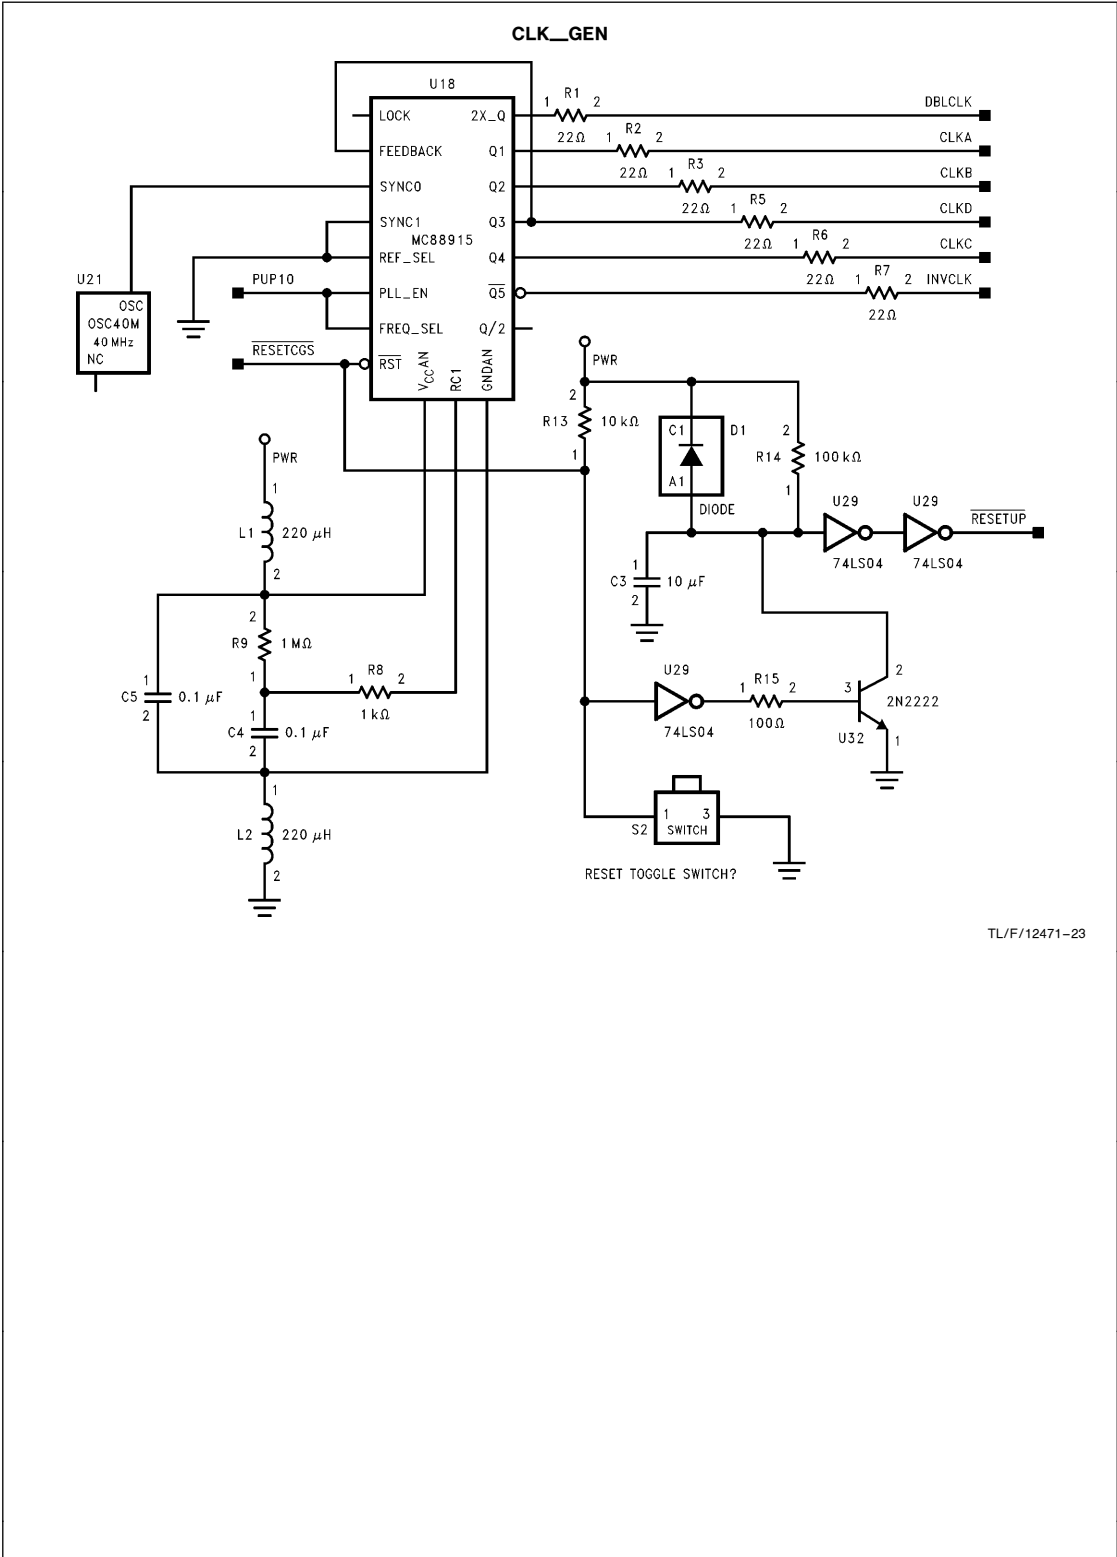 CLK__GEN
U18
LOCK
FEEDBACK
SYNC0
SYNC1
MC88915
REF_SEL
PLL_EN
FREQ_SEL
RST
2X_Q
Q1
Q2
Q3
Q4
Q5
Q/2
VCCAN
RC1
GNDAN
1 R1 2
22Ω
DBLCLK
1 R2 2
22Ω
CLKA
1 R3 2
22Ω
CLKB
1 R5 2
22Ω
CLKD
1 R6 2
22Ω
CLKC
1 R7 2
22Ω
INVCLK
U21
OSC
OSC40M
40 MHz
NC
PUP10
RESETCGS
PWR
1
L1 220 μH
2
2
R9 1 MΩ
1
1 R8 2
1 kΩ
1
C5 0.1 μF
2
1
C4 0.1 μF
2
1
L2 220 μH
2
PWR
2
R13 10 kΩ
1
C1 D1
A1
DIODE
2
R14 100 kΩ
1
U29
74LS04
U29
74LS04
RESETUP
1
C3 10 μF
2
U29
74LS04
1 R15 2
100Ω
2
3 2N2222
U32 1
S2
1 3
SWITCH
RESET TOGGLE SWITCH?
TL/F/12471–23